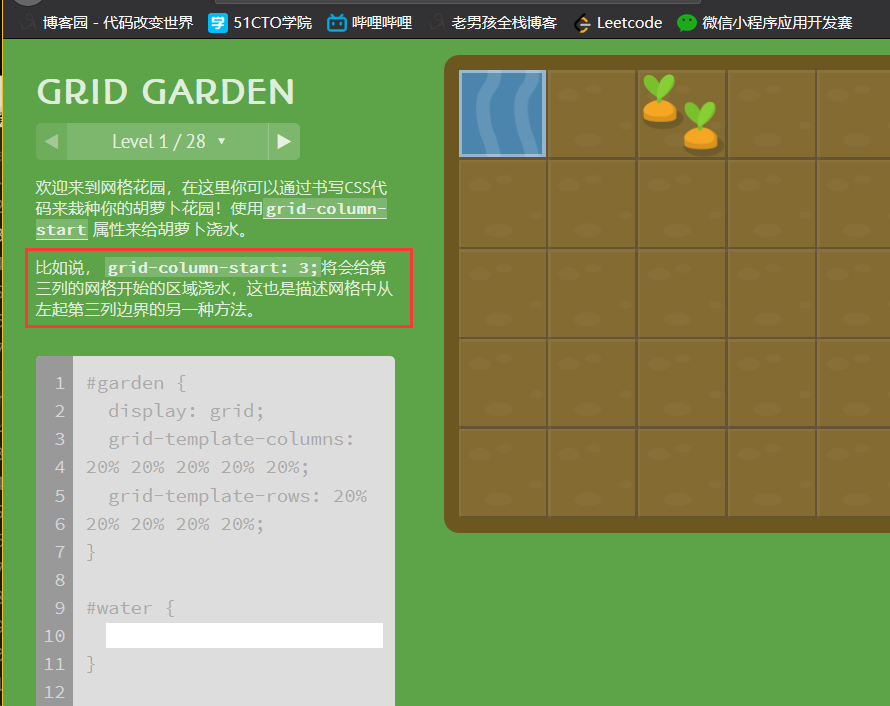 博客园 - 代码改变世界 学 51CTO学院 哔哩哔哩 老男孩全栈博客 Leetcode 微信小程序应用开发赛
GRID GARDEN
◀ Level 1 / 28 ▼ ▶
欢迎来到网格花园，在这里你可以通过书写CSS代
码来栽种你的胡萝卜花园！使用 grid-column-
start 属性来给胡萝卜浇水。
比如说， grid-column-start: 3; 将会给第
三列的网格开始的区域浇水，这也是描述网格中从
左起第三列边界的另一种方法。
1 #garden {
2 display: grid;
3 grid-template-columns:
4 20% 20% 20% 20% 20%;
5 grid-template-rows: 20%
6 20% 20% 20% 20%;
7 }
8
9 #water {
10
11 }
12